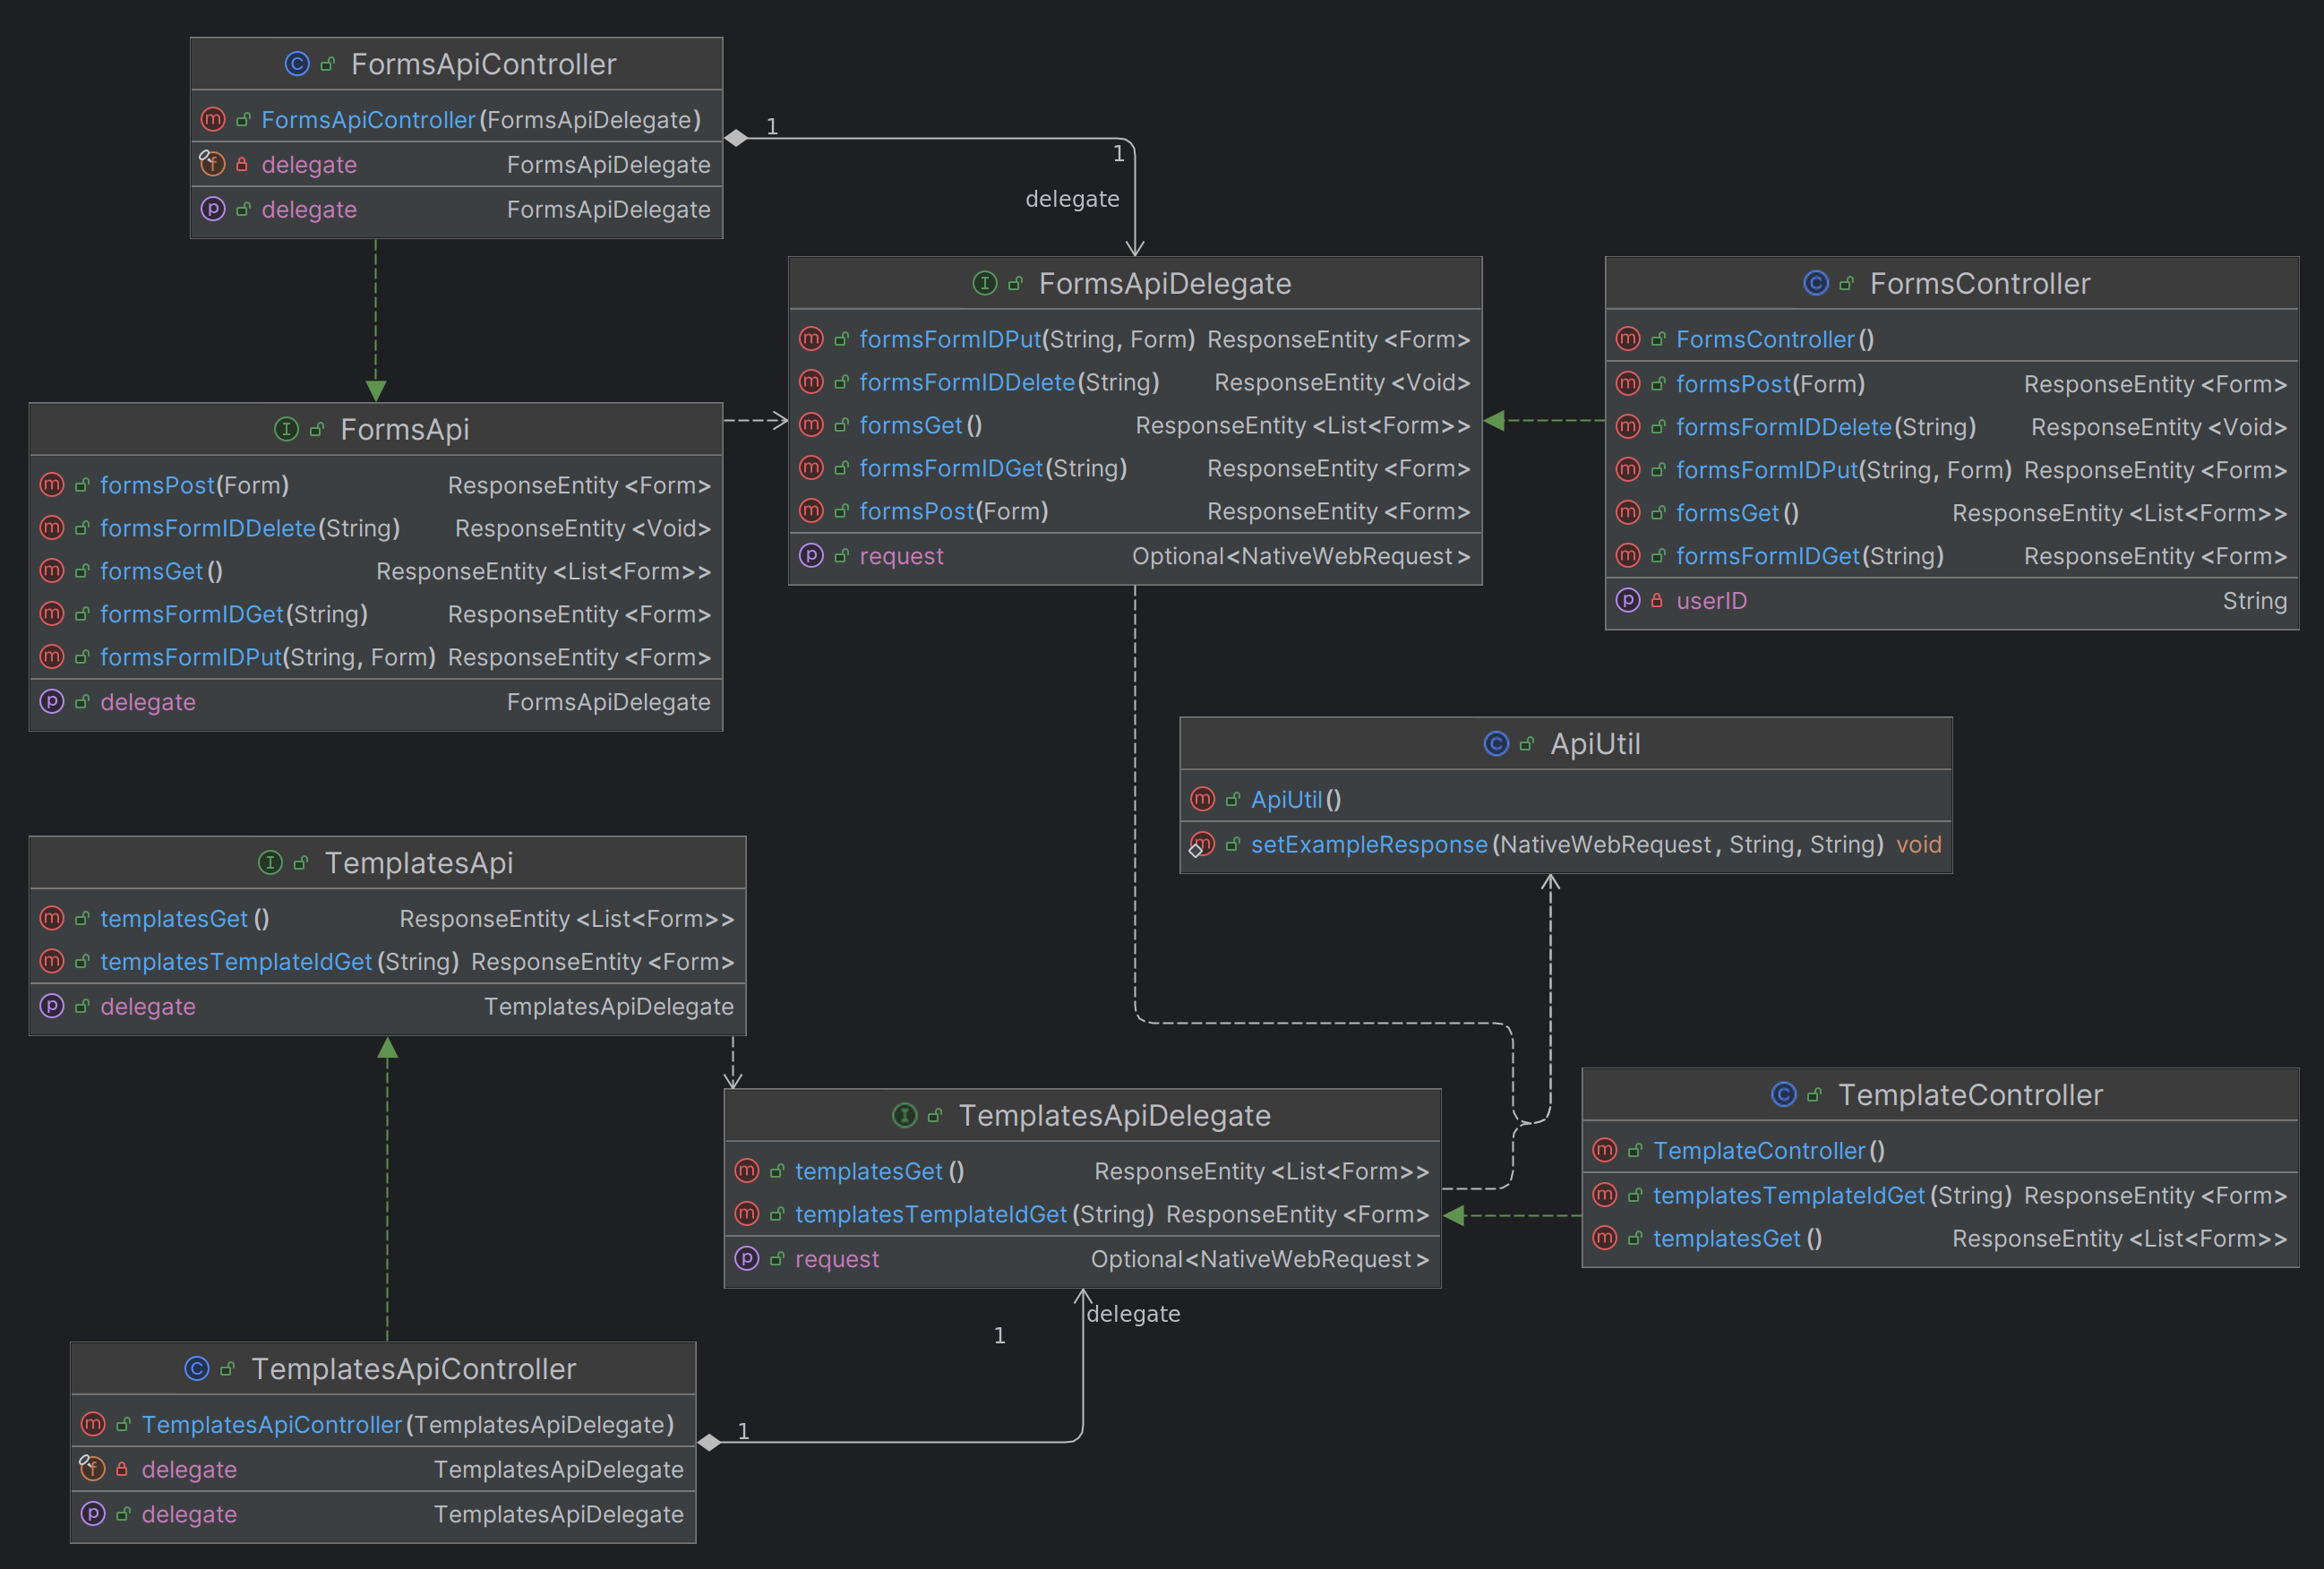 FormsApiController
FormsApiController(FormsApiDelegate)
delegate FormsApiDelegate
delegate FormsApiDelegate
1
1
delegate
FormsApiDelegate
formsFormIDPut(String, Form) ResponseEntity<Form>
formsFormIDDelete(String) ResponseEntity<Void>
formsGet() ResponseEntity<List<Form>>
formsFormIDGet(String) ResponseEntity<Form>
formsPost(Form) ResponseEntity<Form>
request Optional<NativeWebRequest>
FormsController
FormsController()
formsPost(Form) ResponseEntity<Form>
formsFormIDDelete(String) ResponseEntity<Void>
formsFormIDPut(String, Form) ResponseEntity<Form>
formsGet() ResponseEntity<List<Form>>
formsFormIDGet(String) ResponseEntity<Form>
userID String
FormsApi
formsPost(Form) ResponseEntity<Form>
formsFormIDDelete(String) ResponseEntity<Void>
formsGet() ResponseEntity<List<Form>>
formsFormIDGet(String) ResponseEntity<Form>
formsFormIDPut(String, Form) ResponseEntity<Form>
delegate FormsApiDelegate
ApiUtil
ApiUtil()
setExampleResponse(NativeWebRequest, String, String) void
TemplatesApi
templatesGet() ResponseEntity<List<Form>>
templatesTemplateIdGet(String) ResponseEntity<Form>
delegate TemplatesApiDelegate
TemplatesApiDelegate
templatesGet() ResponseEntity<List<Form>>
templatesTemplateIdGet(String) ResponseEntity<Form>
request Optional<NativeWebRequest>
TemplateController
TemplateController()
templatesTemplateIdGet(String) ResponseEntity<Form>
templatesGet() ResponseEntity<List<Form>>
delegate
1
1
TemplatesApiController
TemplatesApiController(TemplatesApiDelegate)
delegate TemplatesApiDelegate
delegate TemplatesApiDelegate